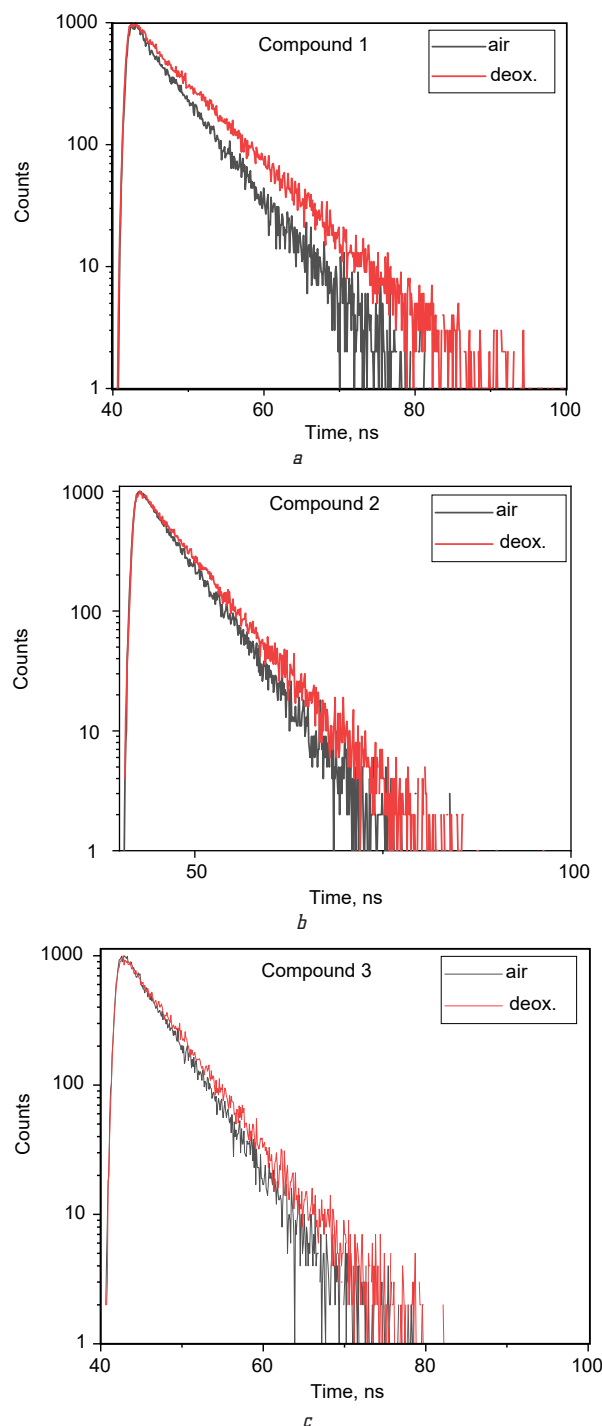 1000
Compound 1
air
deox.
100
Counts
10
1
40
60
80
100
Time, ns
a
1000
Compound 2
air
deox.
100
Counts
10
1
50
100
Time, ns
b
1000
Compound 3
air
deox.
100
Counts
10
1
40
60
80
100
Time, ns
c